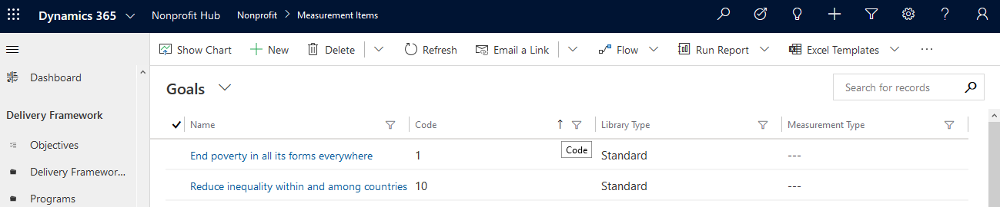 Dynamics 365 Nonprofit Hub Nonprofit > Measurement Items
Show Chart New Delete Refresh Email a Link Flow Run Report Excel Templates ...
Dashboard
Goals
Search for records
Delivery Framework
Name Code Library Type Measurement Type
Objectives
Code
End poverty in all its forms everywhere 1 Standard ---
Delivery Framewor...
Reduce inequality within and among countries 10 Standard ---
Programs